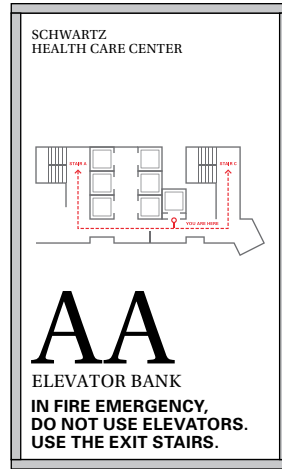 SCHWARTZ
HEALTH CARE CENTER
STAIR A
STAIR C
YOU ARE HERE
AA
ELEVATOR BANK
IN FIRE EMERGENCY,
DO NOT USE ELEVATORS.
USE THE EXIT STAIRS.